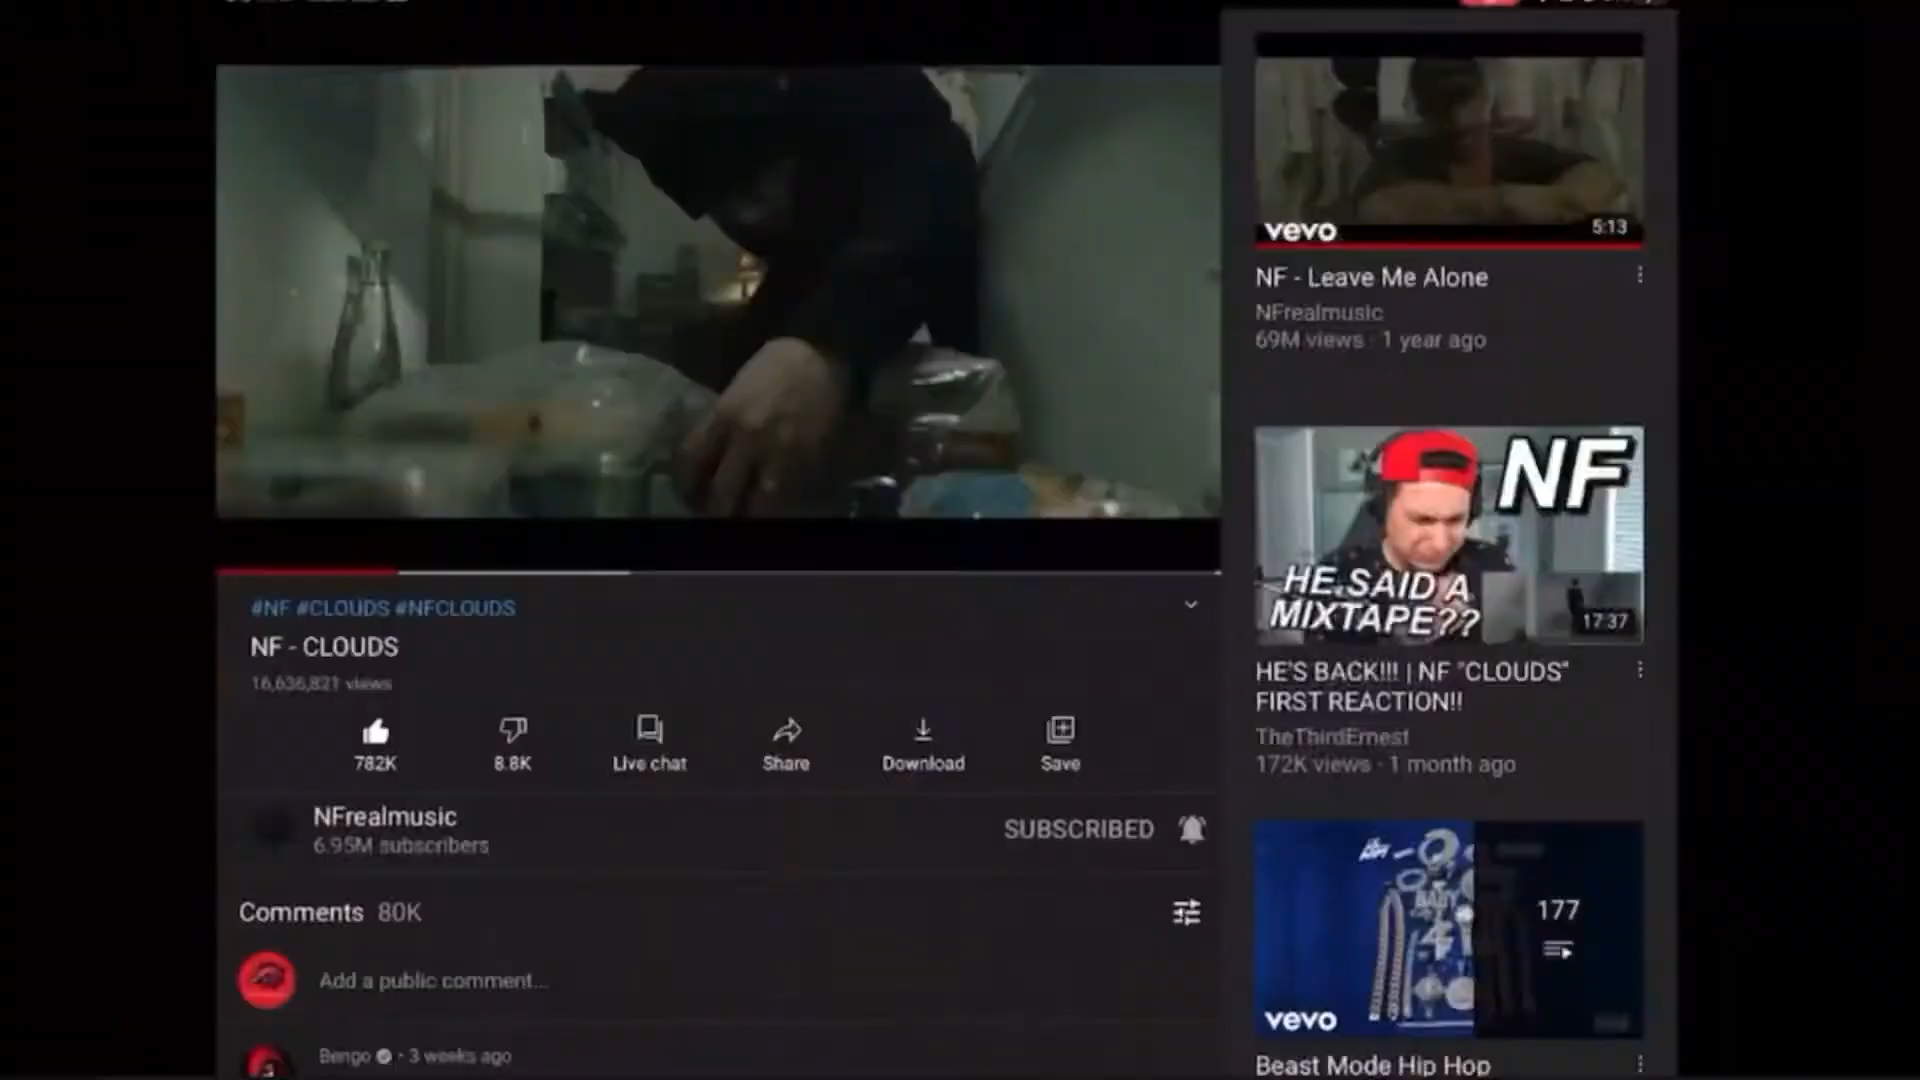 #NF #CLOUDS #NFCLOUDS
NF - CLOUDS
16,636,821 views
782K
8.8K
Live chat
Share
Download
Save
NFrealmusic
6.95M subscribers
SUBSCRIBED
Comments 80K
Add a public comment...
Bengo • 3 weeks ago
vevo
5:13
NF - Leave Me Alone
NFrealmusic
69M views · 1 year ago
NF
HE SAID A
MIXTAPE??
17:37
HE'S BACK!!! | NF "CLOUDS"
FIRST REACTION!!
TheThirdErnest
172K views · 1 month ago
177
vevo
Beast Mode Hip Hop